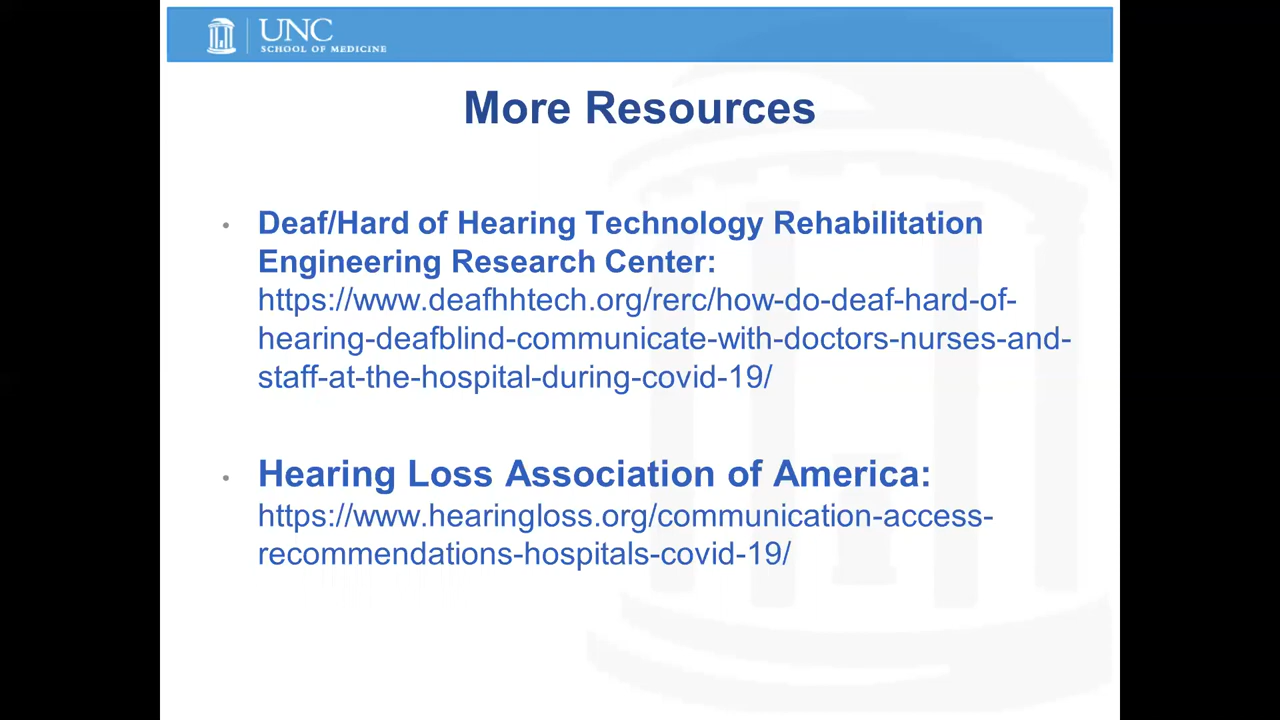 UNC
SCHOOL OF MEDICINE
More Resources
• Deaf/Hard of Hearing Technology Rehabilitation
Engineering Research Center:
https://www.deafhhtech.org/rerc/how-do-deaf-hard-of-
hearing-deafblind-communicate-with-doctors-nurses-and-
staff-at-the-hospital-during-covid-19/
• Hearing Loss Association of America:
https://www.hearingloss.org/communication-access-
recommendations-hospitals-covid-19/